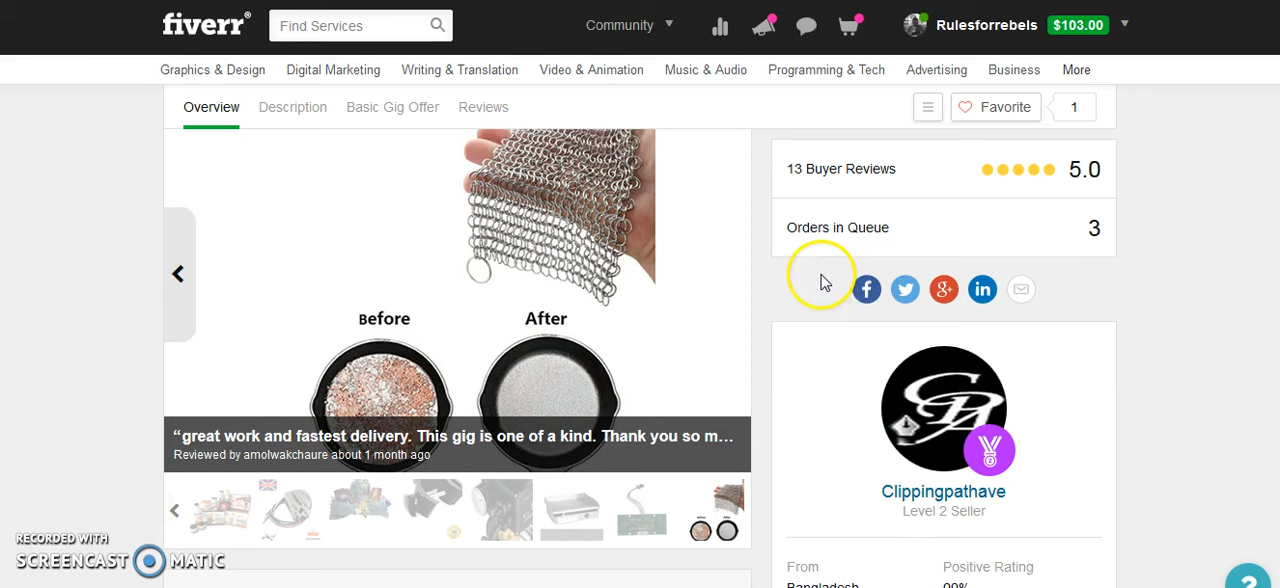 fiverr®
Find Services
Community
Rulesforrebels
$103.00
Graphics & Design
Digital Marketing
Writing & Translation
Video & Animation
Music & Audio
Programming & Tech
Advertising
Business
More
Overview
Description
Basic Gig Offer
Reviews
Favorite
1
13 Buyer Reviews
5.0
Orders in Queue
3
Before
After
“great work and fastest delivery. This gig is one of a kind. Thank you so m...
Reviewed by amolwakchaure about 1 month ago
Clippingpathave
Level 2 Seller
From
Positive Rating
Bangladesh
99%
RECORDED WITH
SCREENCAST MATIC